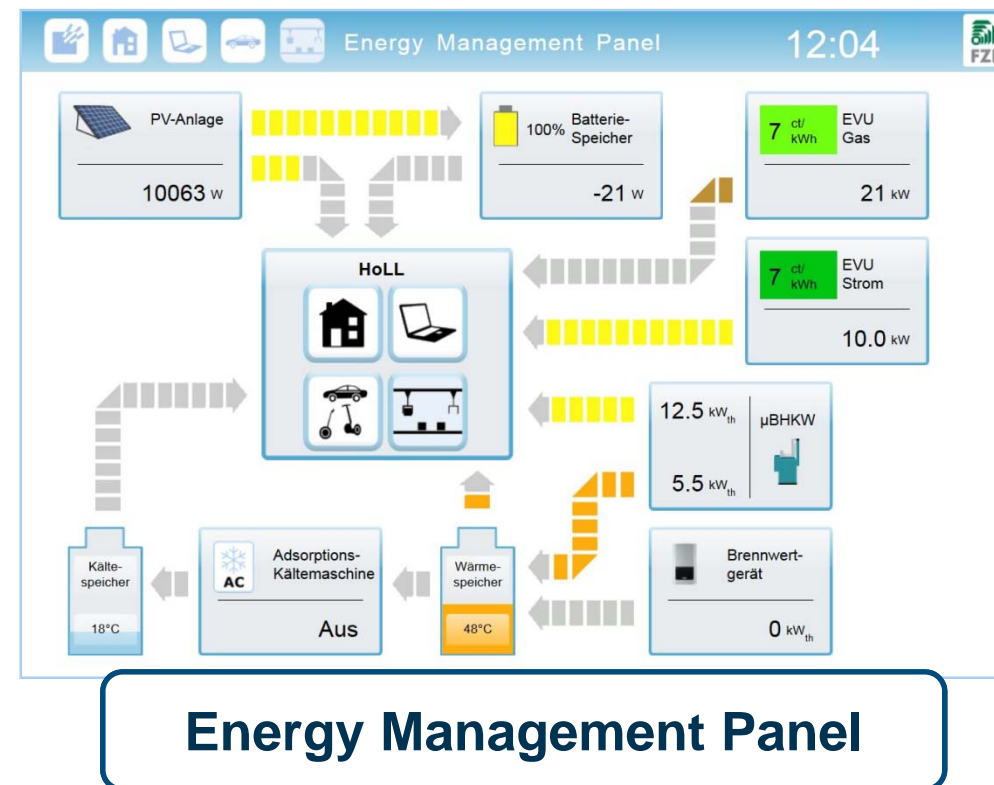 Energy Management Panel
12:04
PV-Anlage
10063 W
100%
Batterie-
Speicher
-21 W
7 ct/
kWh
EVU
Gas
21 kW
HoLL
7 ct/
kWh
EVU
Strom
10.0 kW
12.5 kWth
µBHKW
5.5 kWth
Kälte-
speicher
18°C
AC
Adsorptions-
Kältemaschine
Aus
Wärme-
speicher
48°C
Brennwert-
gerät
0 kWth
Energy Management Panel